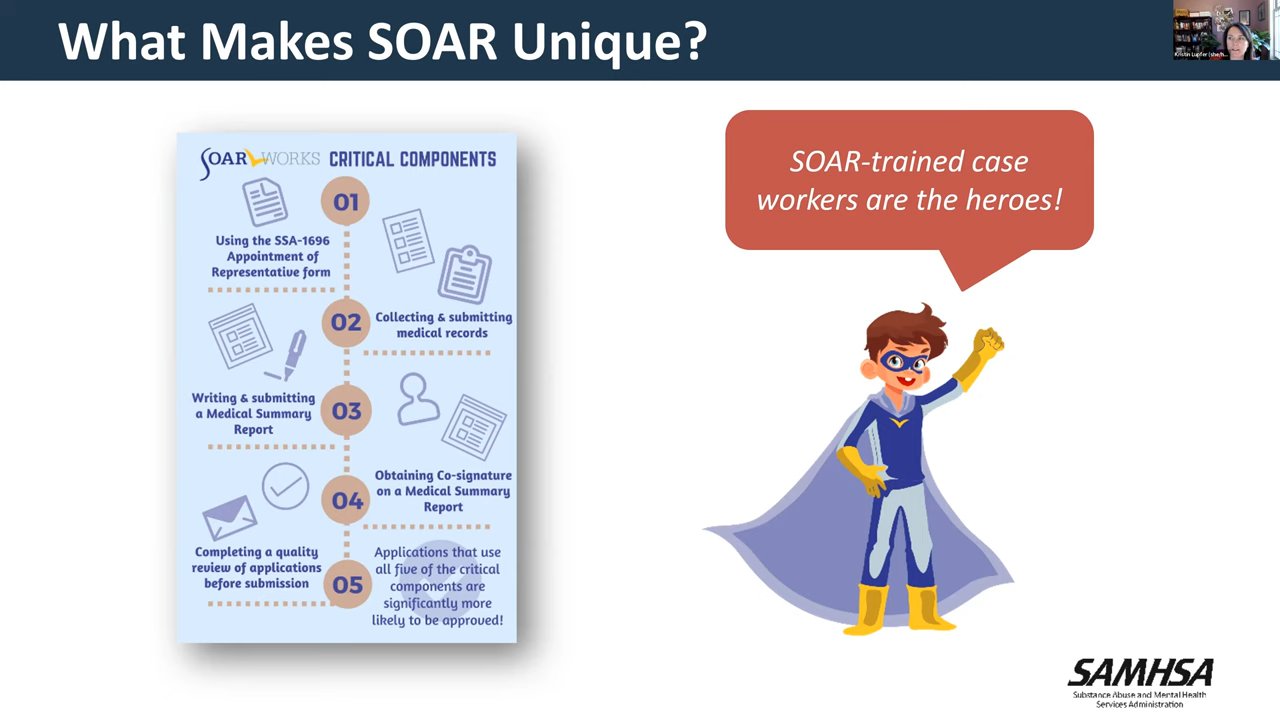 What Makes SOAR Unique?
Kristin Lupfer (she/h...
SOAR WORKS CRITICAL COMPONENTS
01
Using the SSA-1696
Appointment of
Representative form
02
Collecting & submitting
medical records
03
Writing & submitting
a Medical Summary
Report
04
Obtaining Co-signature
on a Medical Summary
Report
05
Completing a quality
review of applications
before submission
Applications that use
all five of the critical
components are
significantly more
likely to be approved!
SOAR-trained case
workers are the heroes!
SAMHSA
Substance Abuse and Mental Health
Services Administration